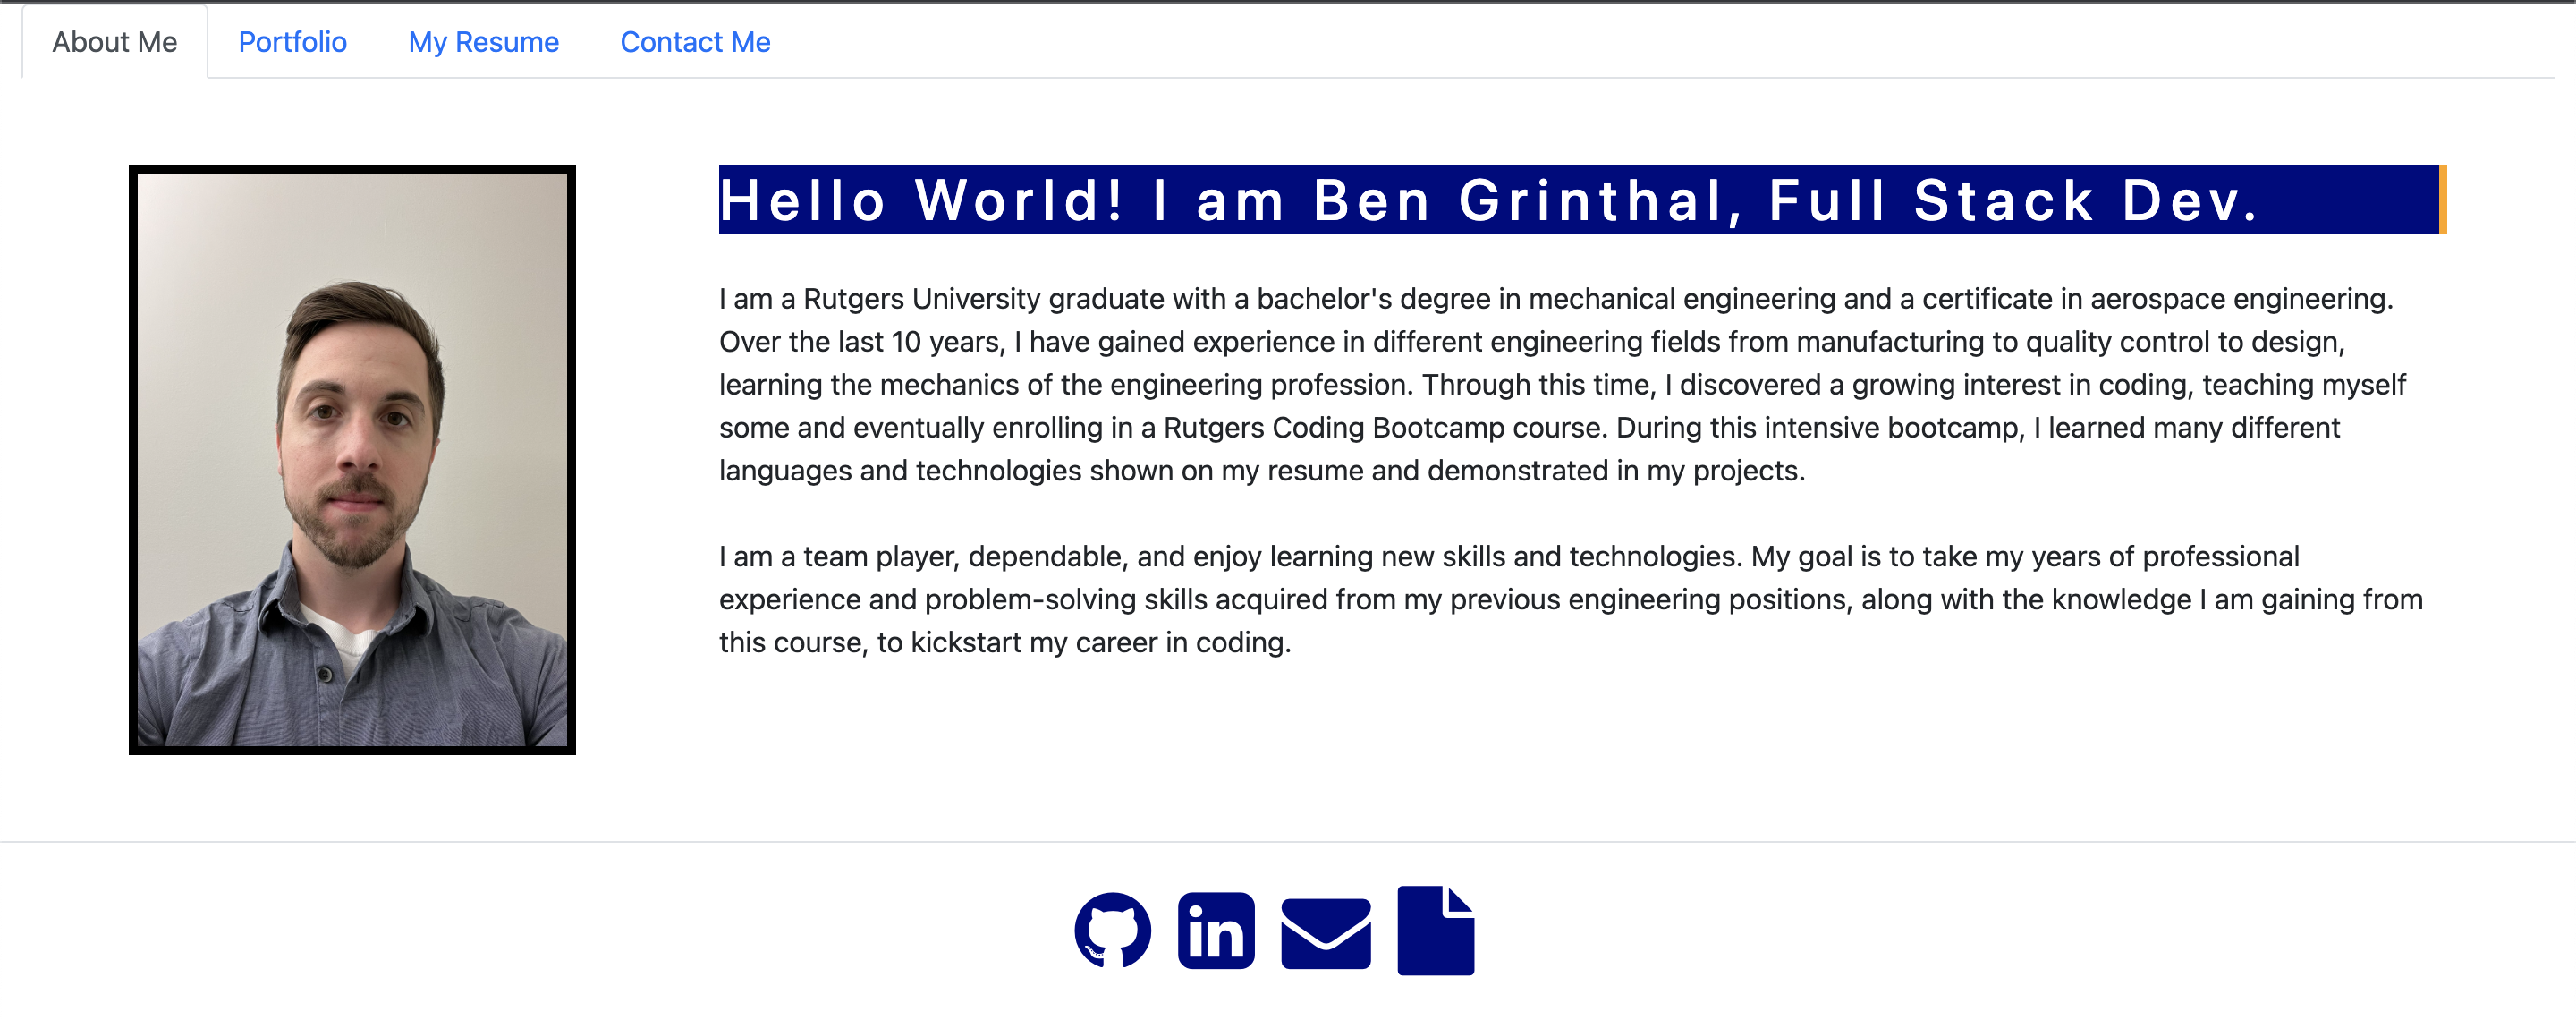 About Me
Portfolio
My Resume
Contact Me
Hello World! I am Ben Grinthal, Full Stack Dev.
I am a Rutgers University graduate with a bachelor's degree in mechanical engineering and a certificate in aerospace engineering.
Over the last 10 years, I have gained experience in different engineering fields from manufacturing to quality control to design,
learning the mechanics of the engineering profession. Through this time, I discovered a growing interest in coding, teaching myself
some and eventually enrolling in a Rutgers Coding Bootcamp course. During this intensive bootcamp, I learned many different
languages and technologies shown on my resume and demonstrated in my projects.
I am a team player, dependable, and enjoy learning new skills and technologies. My goal is to take my years of professional
experience and problem-solving skills acquired from my previous engineering positions, along with the knowledge I am gaining from
this course, to kickstart my career in coding.
in